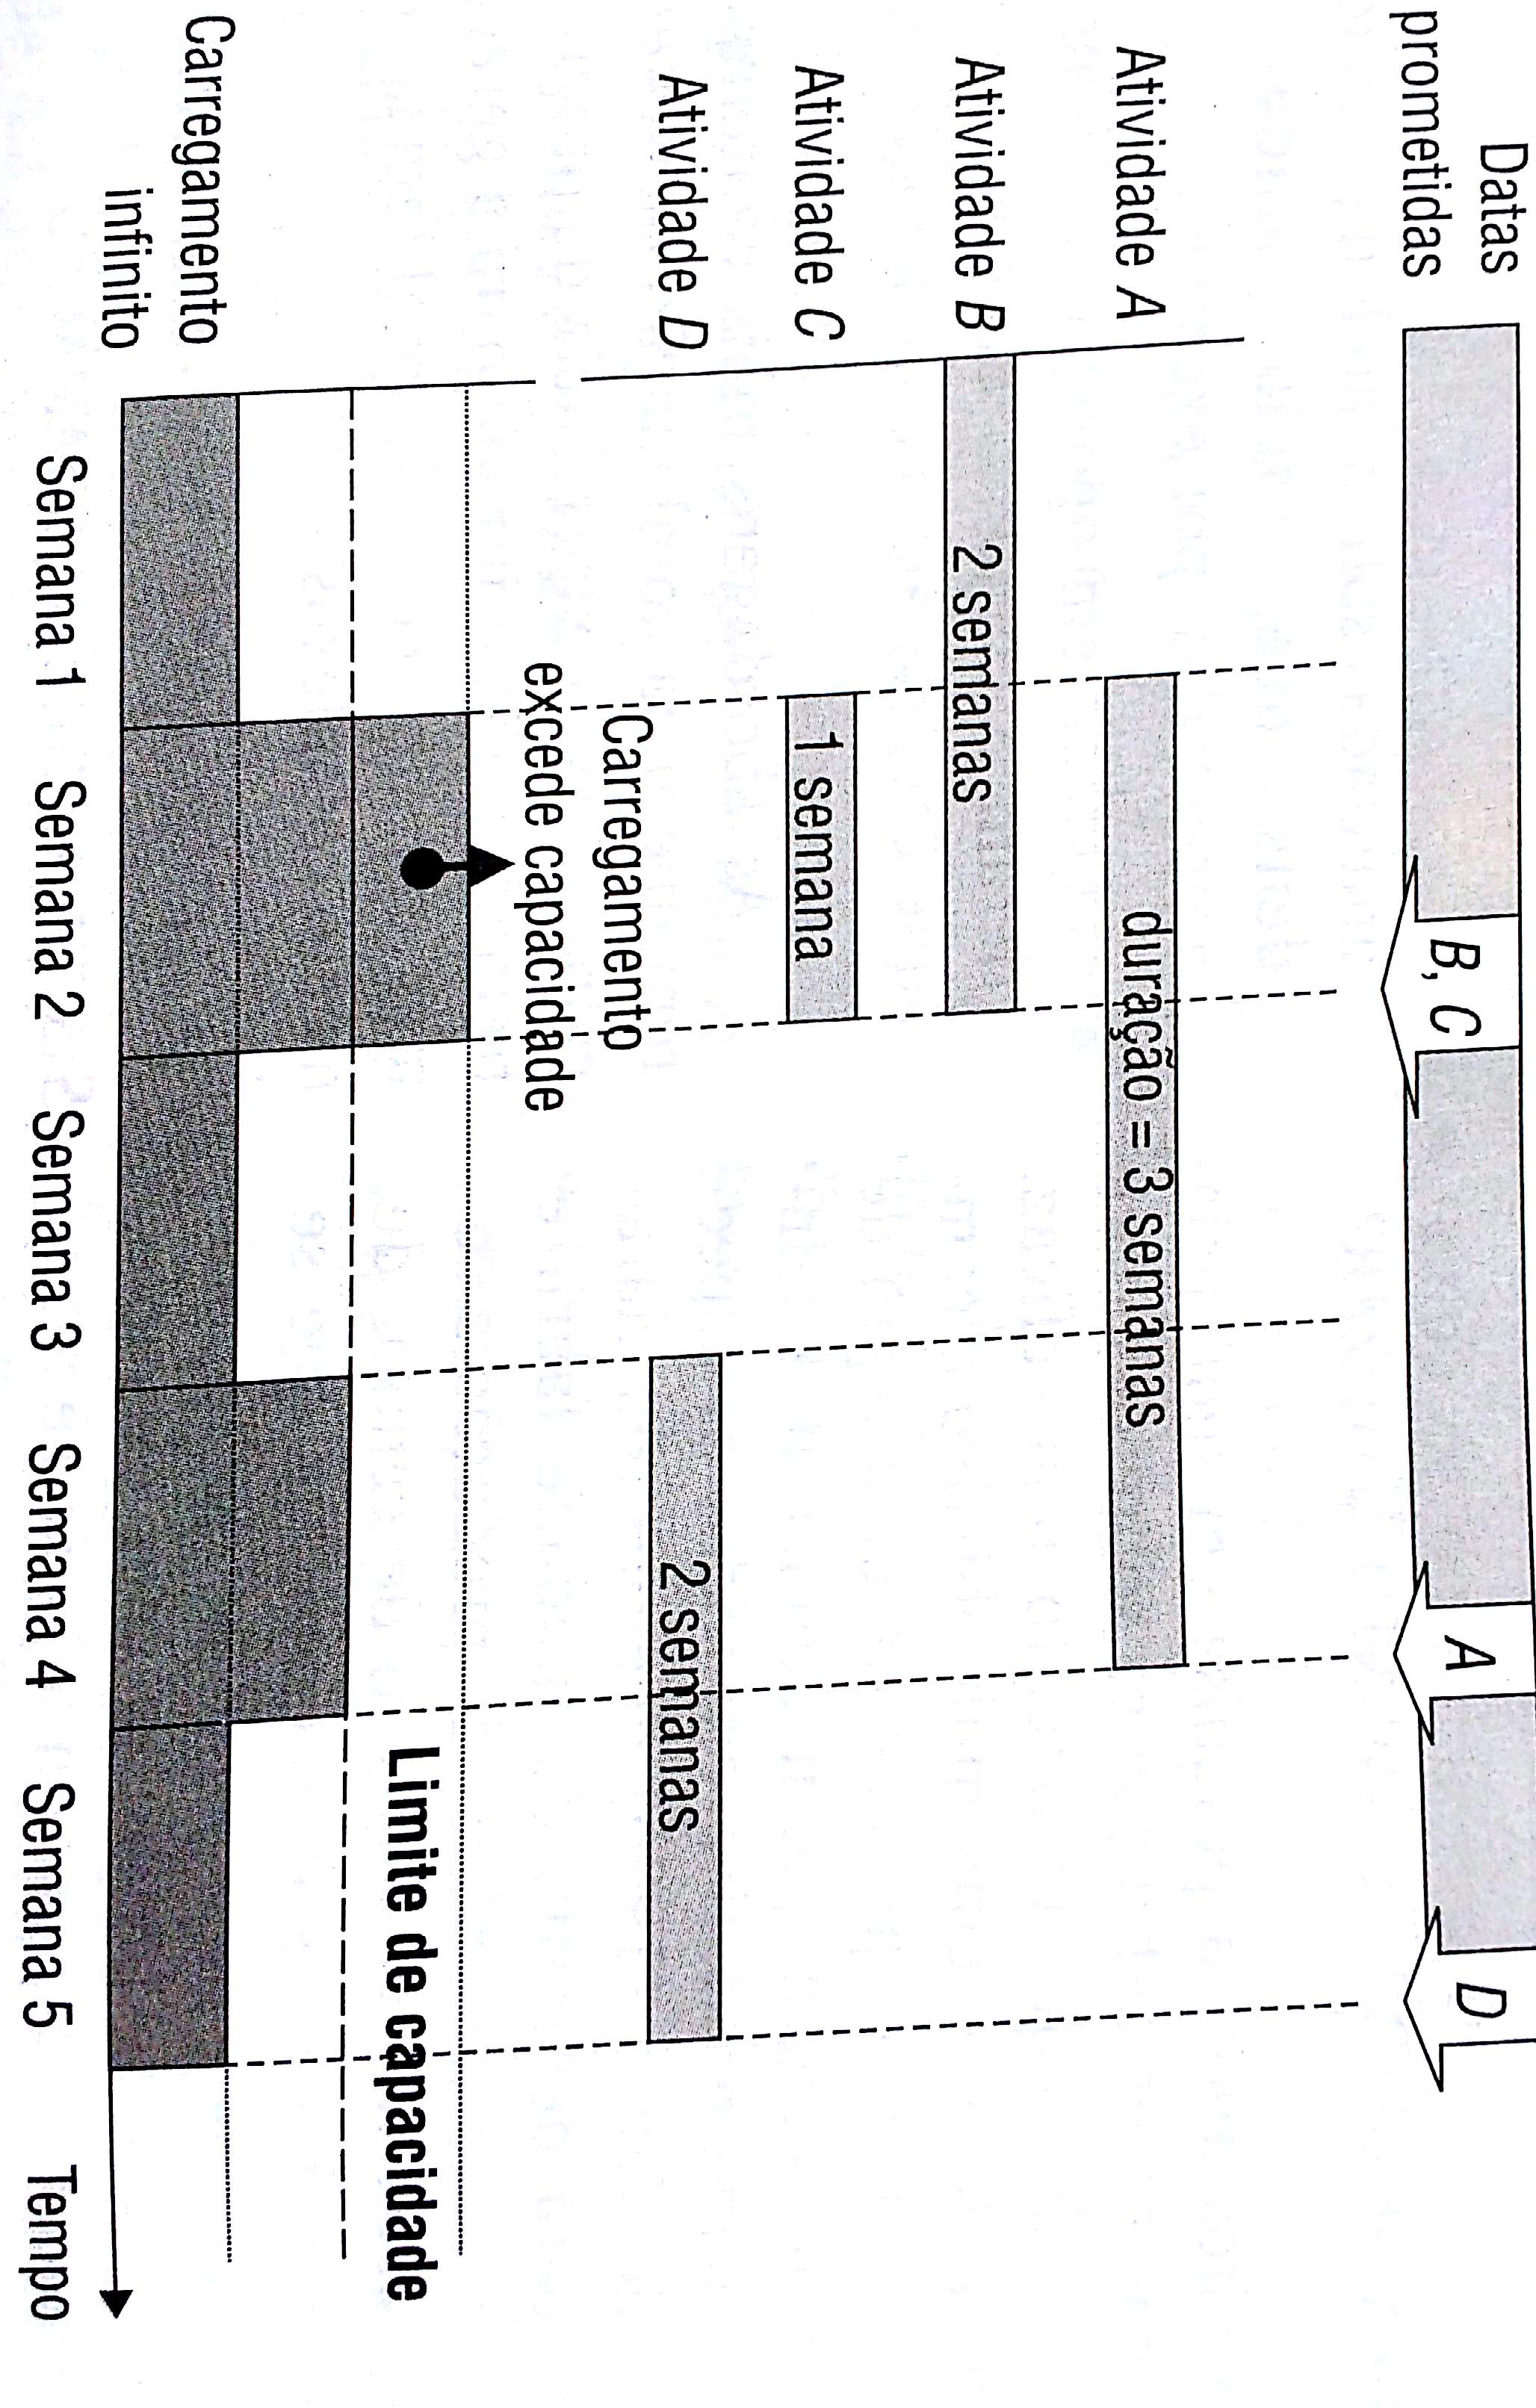 Datas
prometidas
B, C
A
D
Atividade A
duração = 3 semanas
Atividade B
2 semanas
Atividade C
1 semana
Atividade D
2 semanas
Carregamento
excede capacidade
Limite de capacidade
Carregamento
infinito
Semana 1
Semana 2
Semana 3
Semana 4
Semana 5
Tempo